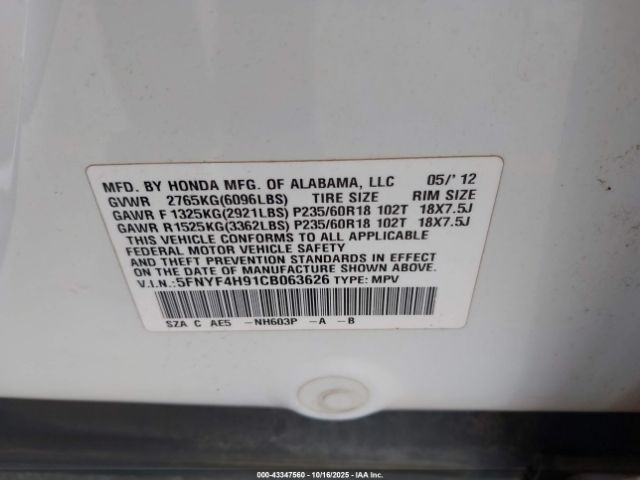 MFD. BY HONDA MFG. OF ALABAMA, LLC 05/' 12
GVWR 2765KG(6096LBS) TIRE SIZE RIM SIZE
GAWR F 1325KG(2921LBS) P235/60R18 102T 18X7.5J
GAWR R1525KG(3362LBS) P235/60R18 102T 18X7.5J
THIS VEHICLE CONFORMS TO ALL APPLICABLE
FEDERAL MOTOR VEHICLE SAFETY
AND THEFT PREVENTION STANDARDS IN EFFECT
ON THE DATE OF MANUFACTURE SHOWN ABOVE.
V.I.N.:5FNYF4H91CB063626 TYPE: MPV
SZA C AE5 -NH603P -A -B
000-43347560 - 10/16/2025 - IAAI.COM